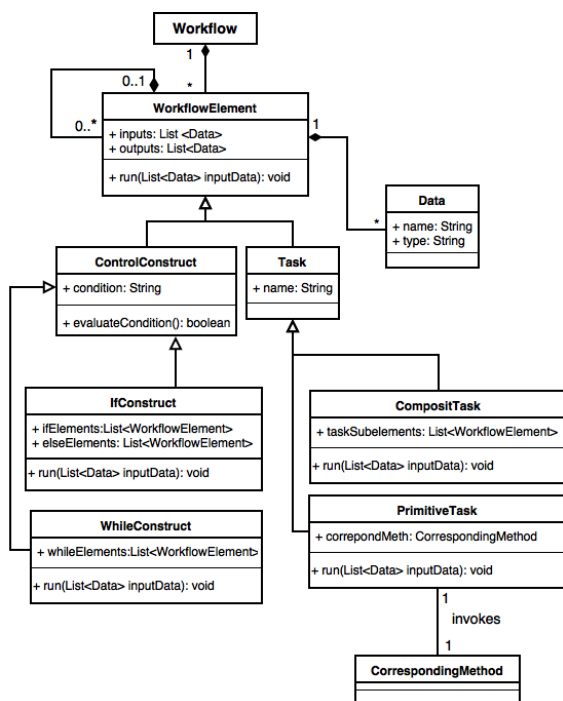 Workflow
1
*
0..1
0..*
WorkflowElement
+ inputs: List <Data>
+ outputs: List<Data>
+ run(List<Data> inputData): void
1
*
Data
+ name: String
+ type: String
ControlConstruct
+ condition: String
+ evaluateCondition(): boolean
Task
+ name: String
IfConstruct
+ ifElements:List<WorkflowElement>
+ elseElements: List<WorkflowElement>
+ run(List<Data> inputData): void
CompositTask
+ taskSubelements: List<WorkflowElement>
+ run(List<Data> inputData): void
WhileConstruct
+ whileElements:List<WorkflowElement>
+ run(List<Data> inputData): void
PrimitiveTask
+ correpondMeth: CorrespondingMethod
+ run(List<Data> inputData): void
1
invokes
1
CorrespondingMethod